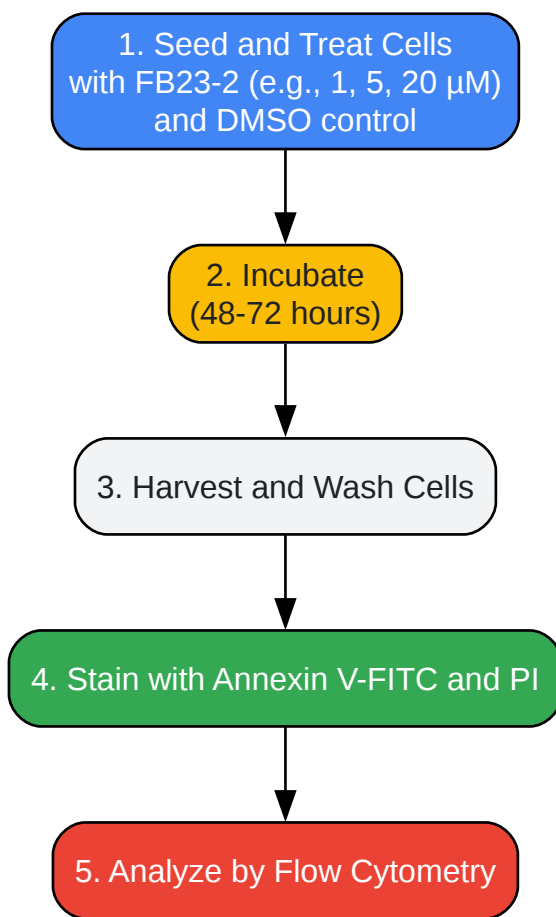 1. Seed and Treat Cells
with FB23-2 (e.g., 1, 5, 20 µM)
and DMSO control
2. Incubate
(48-72 hours)
3. Harvest and Wash Cells
4. Stain with Annexin V-FITC and PI
5. Analyze by Flow Cytometry